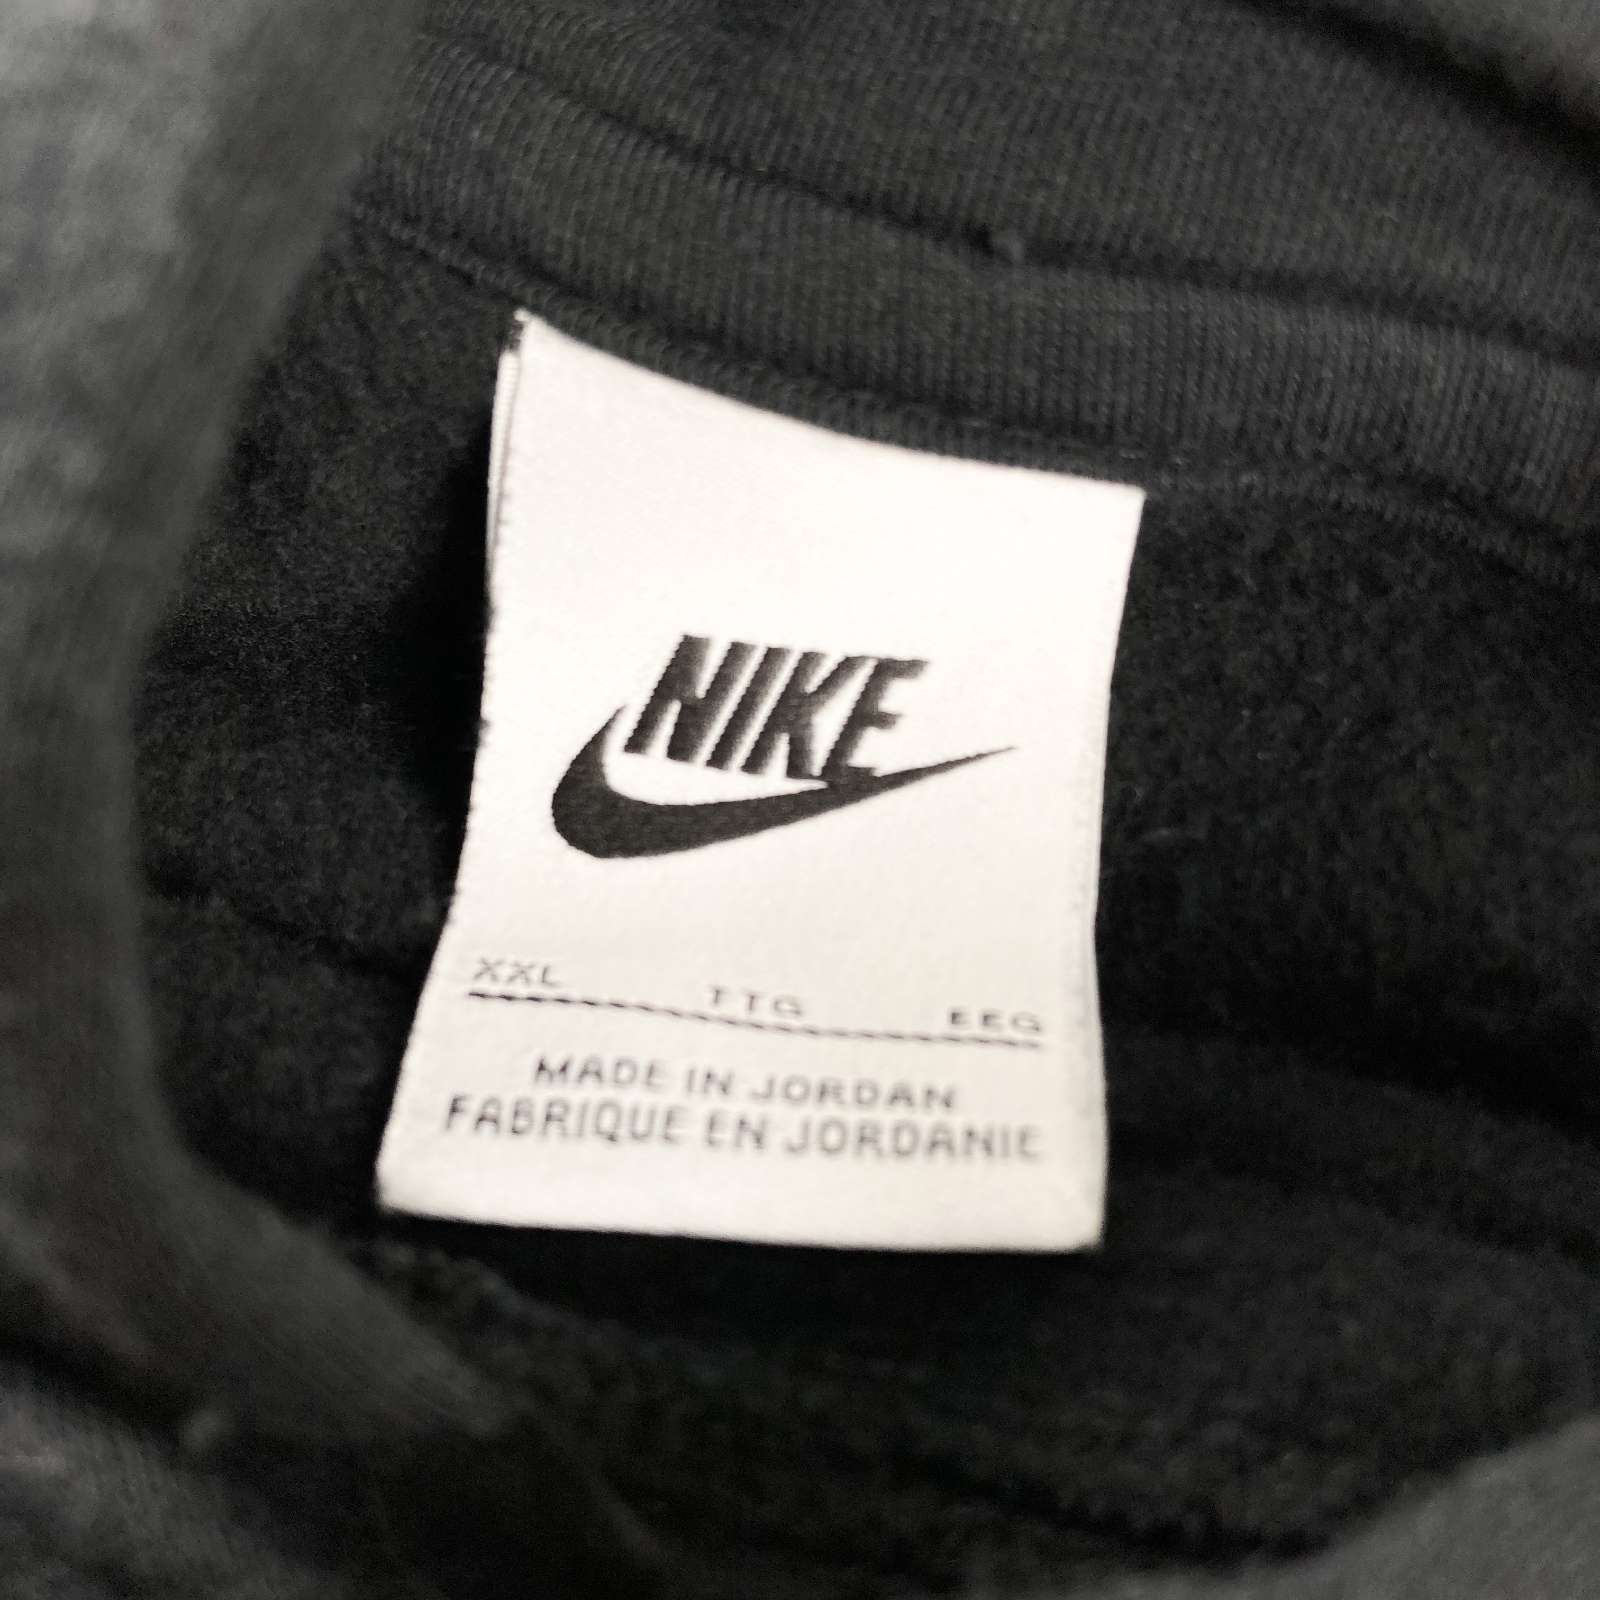 NIKE
XXL TTG EEG
MADE IN JORDAN
FABRIQUE EN JORDANIE